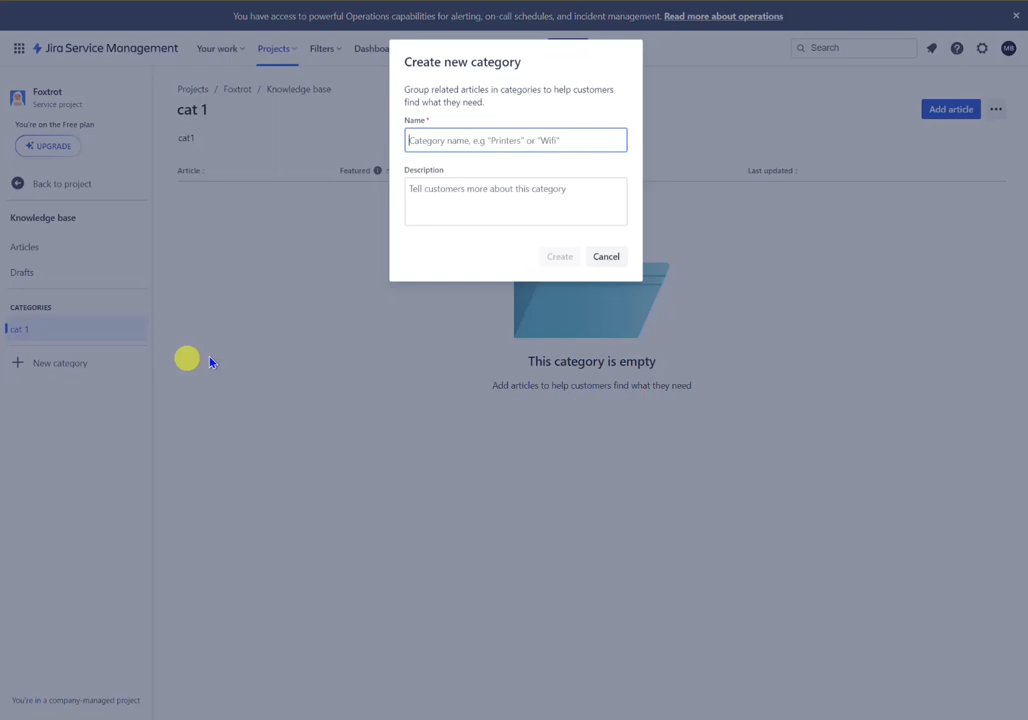 You have access to powerful Operations capabilities for alerting, on-call schedules, and incident management. Read more about operations
Jira Service Management
Your work
Projects
Filters
Dashboa
Search
MB
Foxtrot
Service project
You're on the Free plan
UPGRADE
Back to project
Knowledge base
Articles
Drafts
CATEGORIES
cat 1
New category
You're in a company-managed project
Projects / Foxtrot / Knowledge base
cat 1
Add article
cat1
Article
Featured
Last updated
Create new category
Group related articles in categories to help customers
find what they need.
Name *
Category name, e.g "Printers" or "Wifi"
Description
Tell customers more about this category
Create
Cancel
This category is empty
Add articles to help customers find what they need